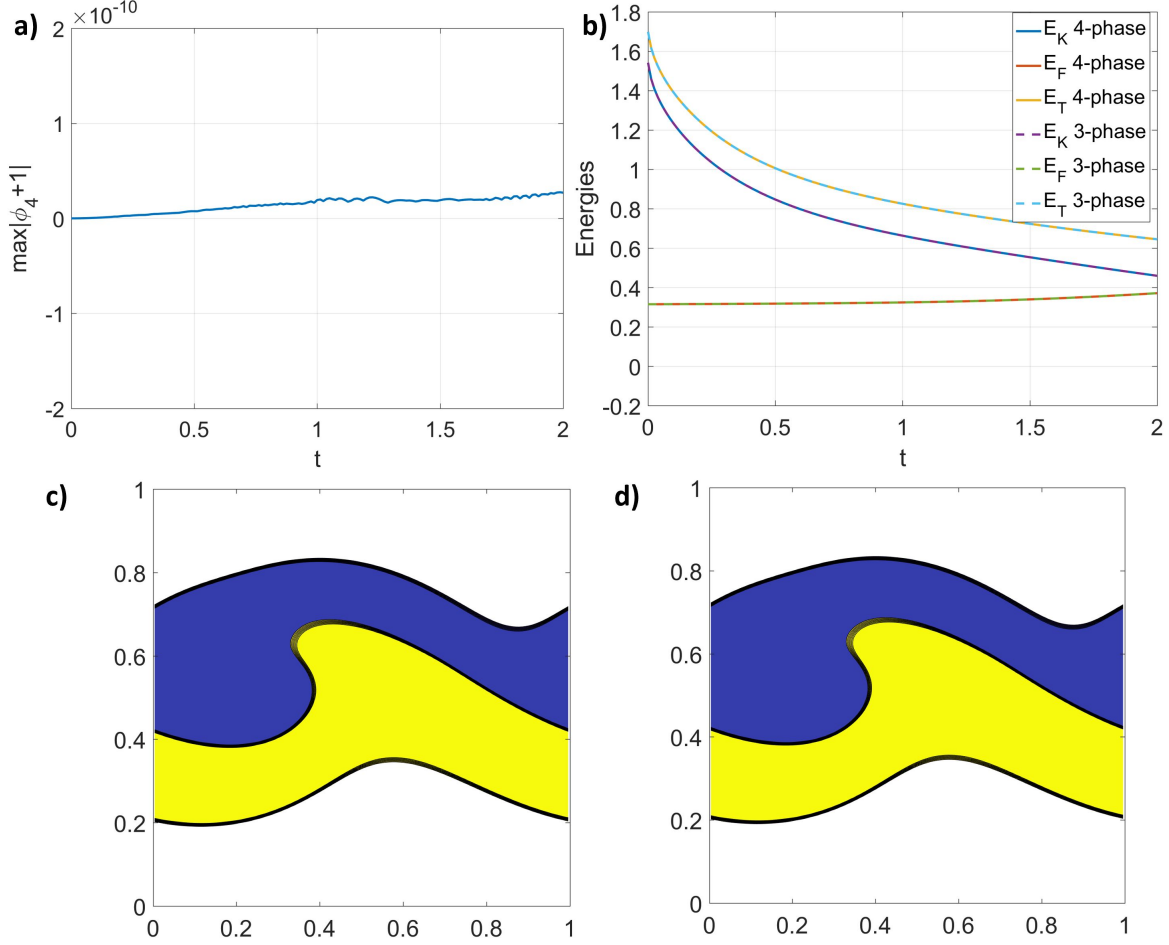 a)
×10⁻¹⁰
2
1
0
-1
-2
max|ϕ₄+1|
0 0.5 1 1.5 2
t
b)
1.8
1.6
1.4
1.2
1
0.8
0.6
0.4
0.2
0
-0.2
Energies
E_K 4-phase
E_F 4-phase
E_T 4-phase
E_K 3-phase
E_F 3-phase
E_T 3-phase
0 0.5 1 1.5 2
t
c)
1
0.8
0.6
0.4
0.2
0
0 0.2 0.4 0.6 0.8 1
d)
1
0.8
0.6
0.4
0.2
0
0 0.2 0.4 0.6 0.8 1